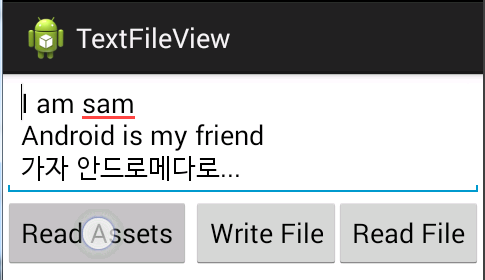 TextFileView
I am sam
Android is my friend
가자 안드로메다로...
Read Assets
Write File
Read File